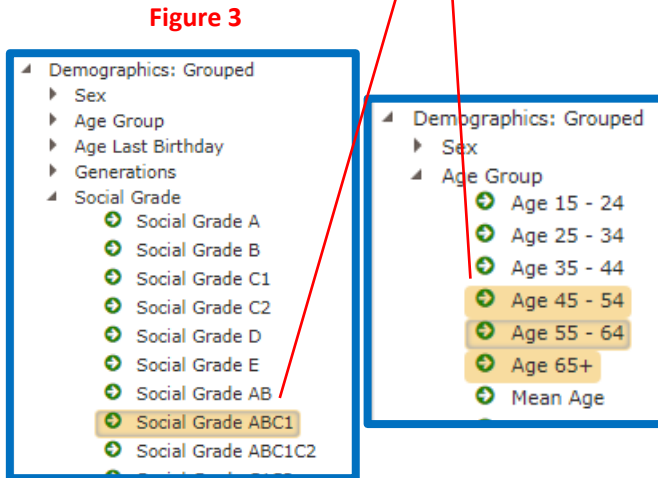 Figure 3
Demographics: Grouped
Sex
Age Group
Age Last Birthday
Generations
Social Grade
Social Grade A
Social Grade B
Social Grade C1
Social Grade C2
Social Grade D
Social Grade E
Social Grade AB
Social Grade ABC1
Social Grade ABC1C2
Demographics: Grouped
Sex
Age Group
Age 15 - 24
Age 25 - 34
Age 35 - 44
Age 45 - 54
Age 55 - 64
Age 65+
Mean Age